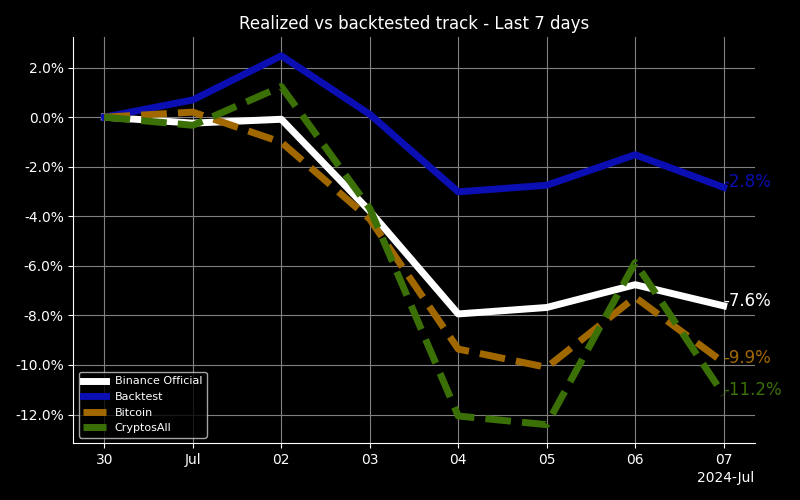 Realized vs backtested track - Last 7 days
2.0%
0.0%
-2.0%
-4.0%
-6.0%
-8.0%
-10.0%
-12.0%
-2.8%
-7.6%
-9.9%
-11.2%
Binance Official
Backtest
Bitcoin
CryptosAll
30 Jul 02 03 04 05 06 07
2024-Jul